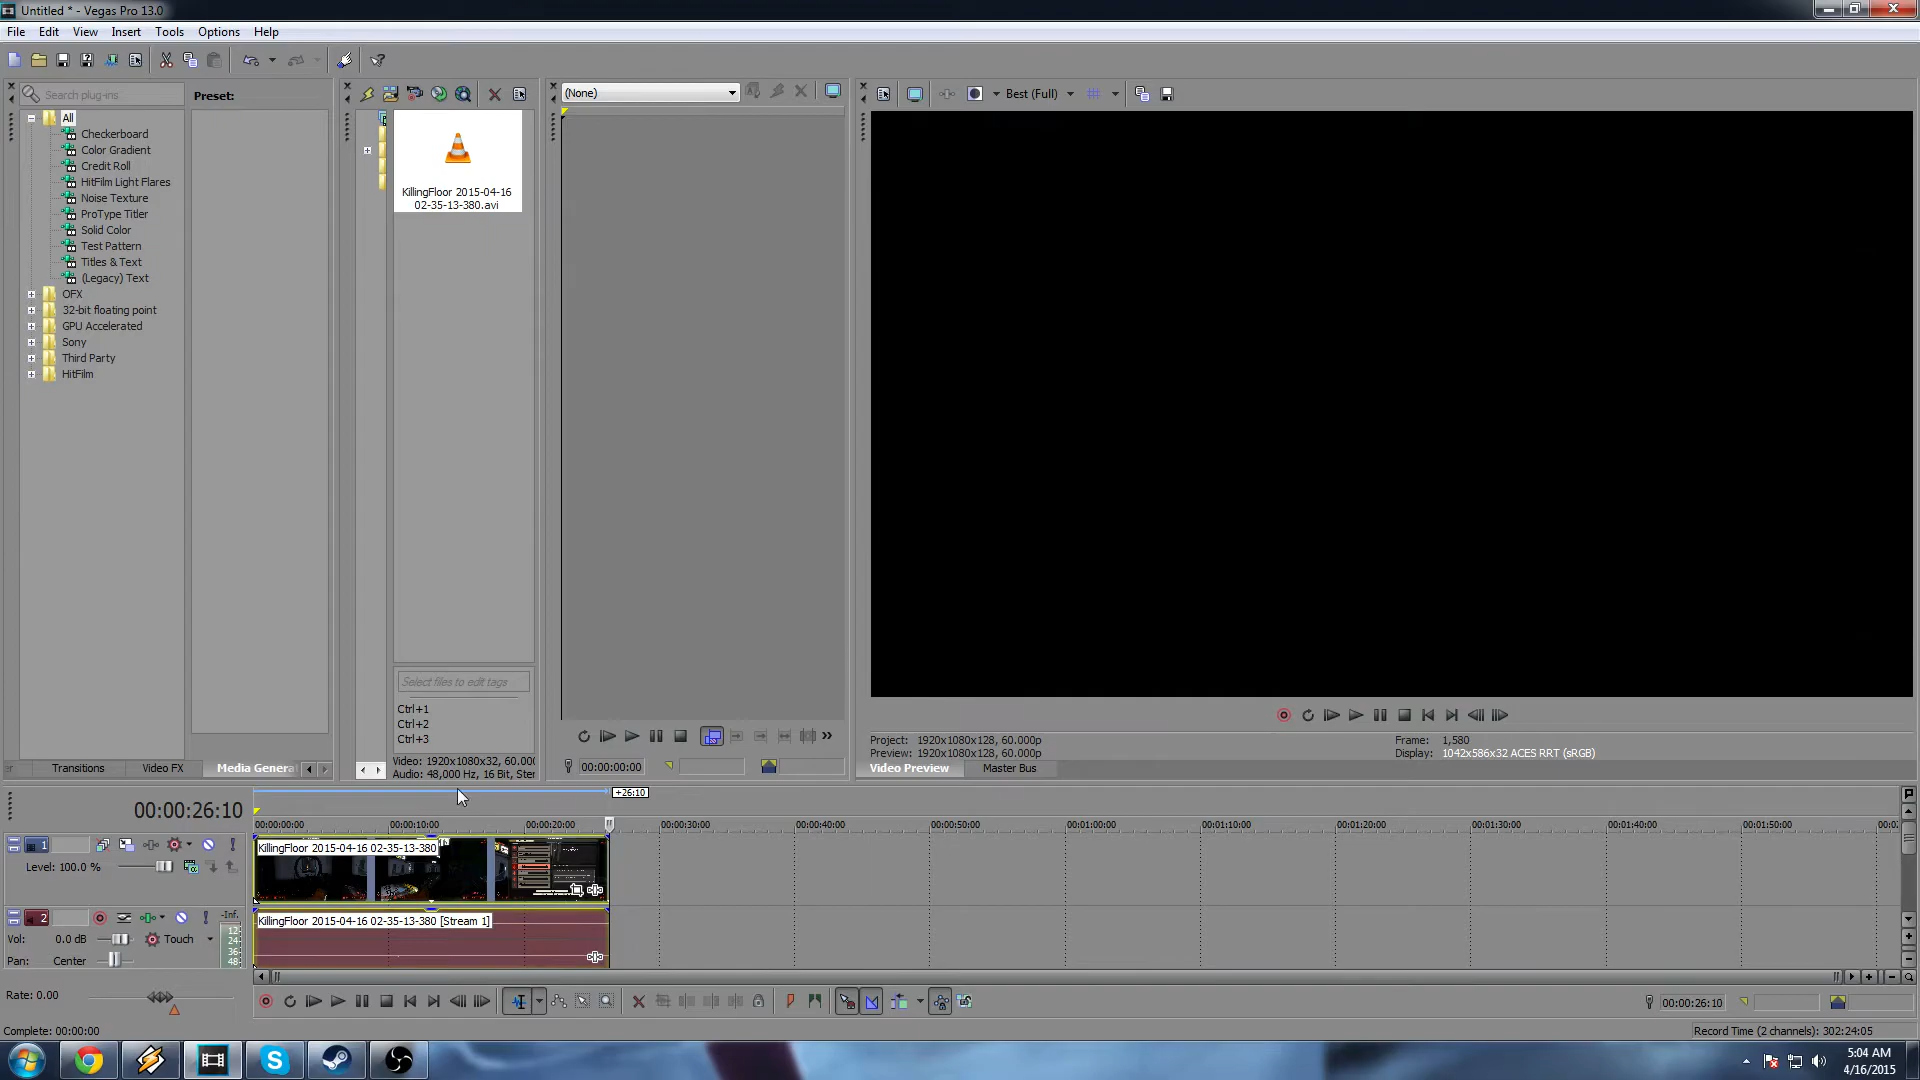 Untitled * - Vegas Pro 13.0
File Edit View Insert Tools Options Help
Search plug-ins
Preset:
All
Checkerboard
Color Gradient
Credit Roll
HitFilm Light Flares
Noise Texture
ProType Titler
Solid Color
Test Pattern
Titles & Text
(Legacy) Text
OFX
32-bit floating point
GPU Accelerated
Sony
Third Party
HitFilm
Transitions Video FX Media Genera
KillingFloor 2015-04-16
02-35-13-380.avi
Select files to edit tags
Ctrl+1
Ctrl+2
Ctrl+3
Video: 1920x1080x32, 60.000
Audio: 48,000 Hz, 16 Bit, Ster
(None)
00:00:00:00
Best (Full)
Project: 1920x1080x128, 60.000p
Preview: 1920x1080x128, 60.000p
Frame: 1,580
Display: 1042x586x32 ACES RRT (sRGB)
Video Preview Master Bus
00:00:26:10
+26:10
00:00:00:00 00:00:10:00 00:00:20:00 00:00:30:00 00:00:40:00 00:00:50:00 00:01:00:00 00:01:10:00 00:01:20:00 00:01:30:00 00:01:40:00 00:01:50:00 00:0
1
Level: 100.0 %
KillingFloor 2015-04-16 02-35-13-380
2
-Inf.
12
24
36
48
Vol: 0.0 dB Touch
Pan: Center
KillingFloor 2015-04-16 02-35-13-380 [Stream 1]
Rate: 0.00
00:00:26:10
Complete: 00:00:00
Record Time (2 channels): 302:24:05
5:04 AM
4/16/2015